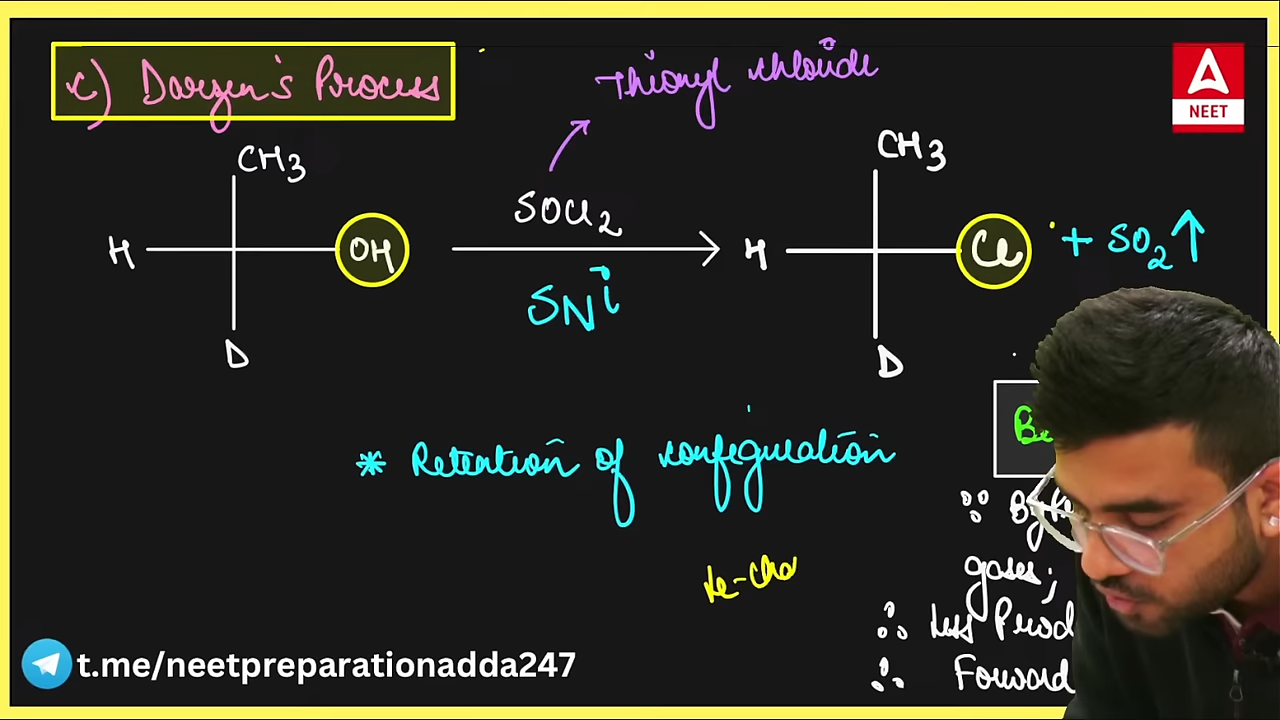 c) Darzen's Process
Thionyl chloride
NEET
CH3
H
OH
D
SOCl2
SNi
CH3
H
Cl
D
+ SO2↑
* Retention of configuration
gases;
∴ Less
∴ Forward
t.me/neetpreparationadda247